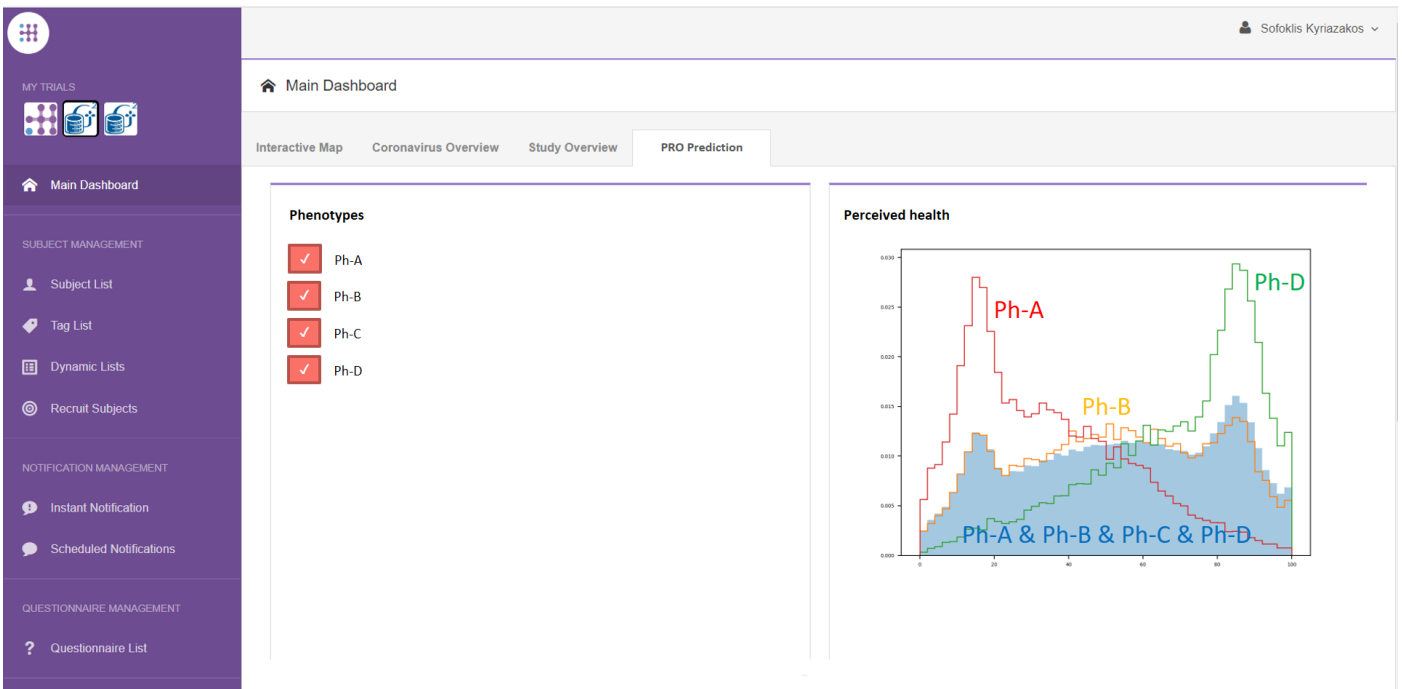 Sofoklis Kyriazakos
MY TRIALS
Main Dashboard
Interactive Map Coronavirus Overview Study Overview PRO Prediction
Main Dashboard
SUBJECT MANAGEMENT
Subject List
Tag List
Dynamic Lists
Recruit Subjects
NOTIFICATION MANAGEMENT
Instant Notification
Scheduled Notifications
QUESTIONNAIRE MANAGEMENT
? Questionnaire List
Phenotypes
Ph-A
Ph-B
Ph-C
Ph-D
Perceived health
0.030
0.025
0.020
0.015
0.010
0.005
0.000
Ph-A
Ph-B
Ph-D
Ph-A & Ph-B & Ph-C & Ph-D
0 20 40 60 80 100